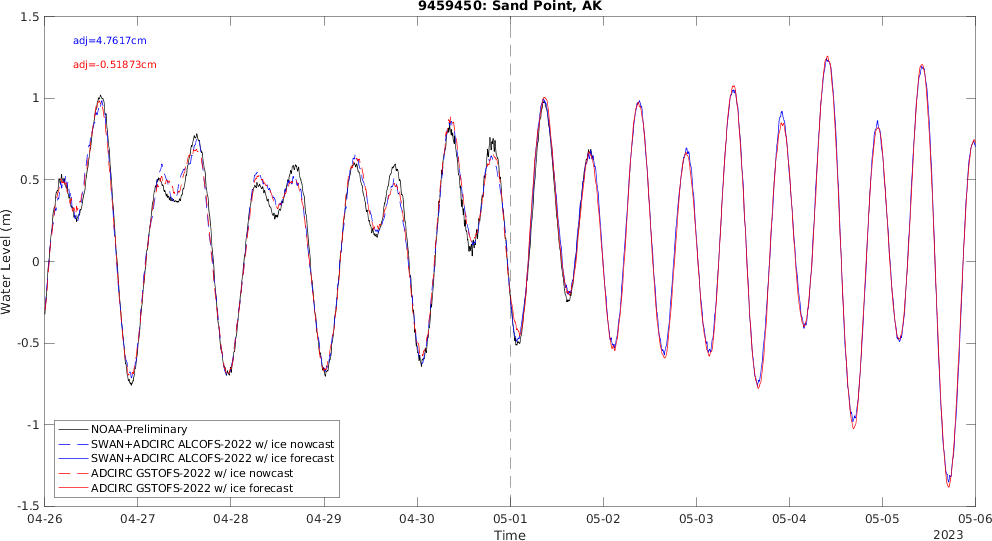 9459450: Sand Point, AK
adj=4.7617cm
adj=-0.51873cm
Water Level (m)
1.5
1
0.5
0
-0.5
-1
-1.5
NOAA-Preliminary
SWAN+ADCIRC ALCOFS-2022 w/ ice nowcast
SWAN+ADCIRC ALCOFS-2022 w/ ice forecast
ADCIRC GSTOFS-2022 w/ ice nowcast
ADCIRC GSTOFS-2022 w/ ice forecast
04-26 04-27 04-28 04-29 04-30 05-01 05-02 05-03 05-04 05-05 05-06
Time
2023